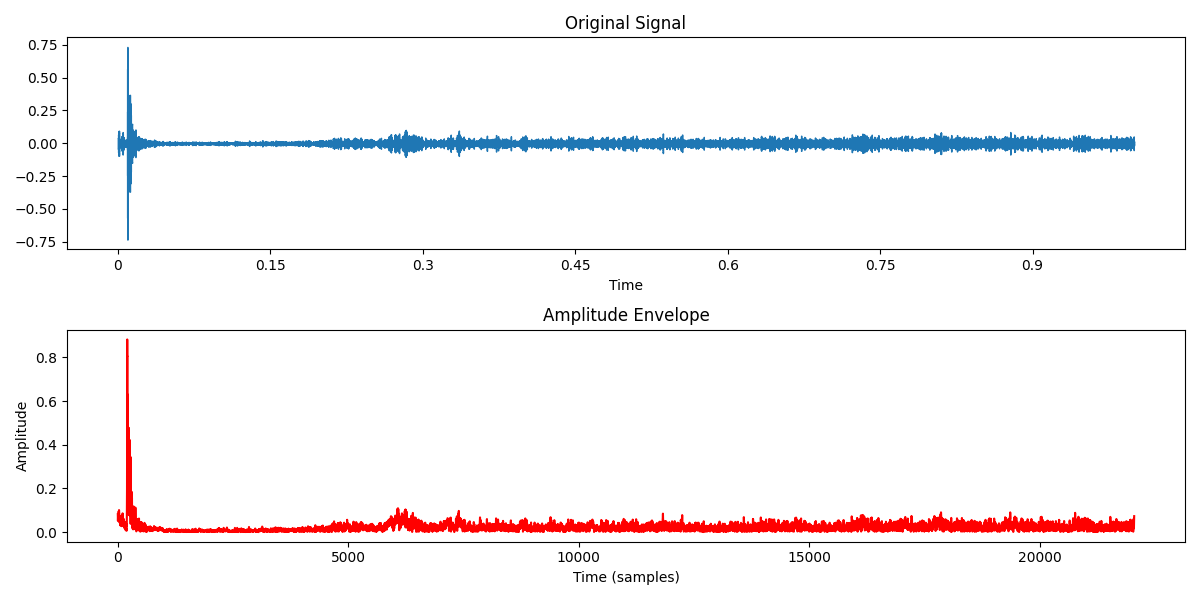 Original Signal
0.75
0.50
0.25
0.00
−0.25
−0.50
−0.75
0 0.15 0.3 0.45 0.6 0.75 0.9
Time
Amplitude Envelope
Amplitude
0.8
0.6
0.4
0.2
0.0
0 5000 10000 15000 20000
Time (samples)